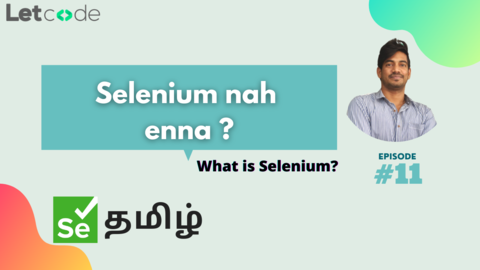 Letcode
Selenium nah
enna ?
What is Selenium?
EPISODE
#11
Se தமிழ்